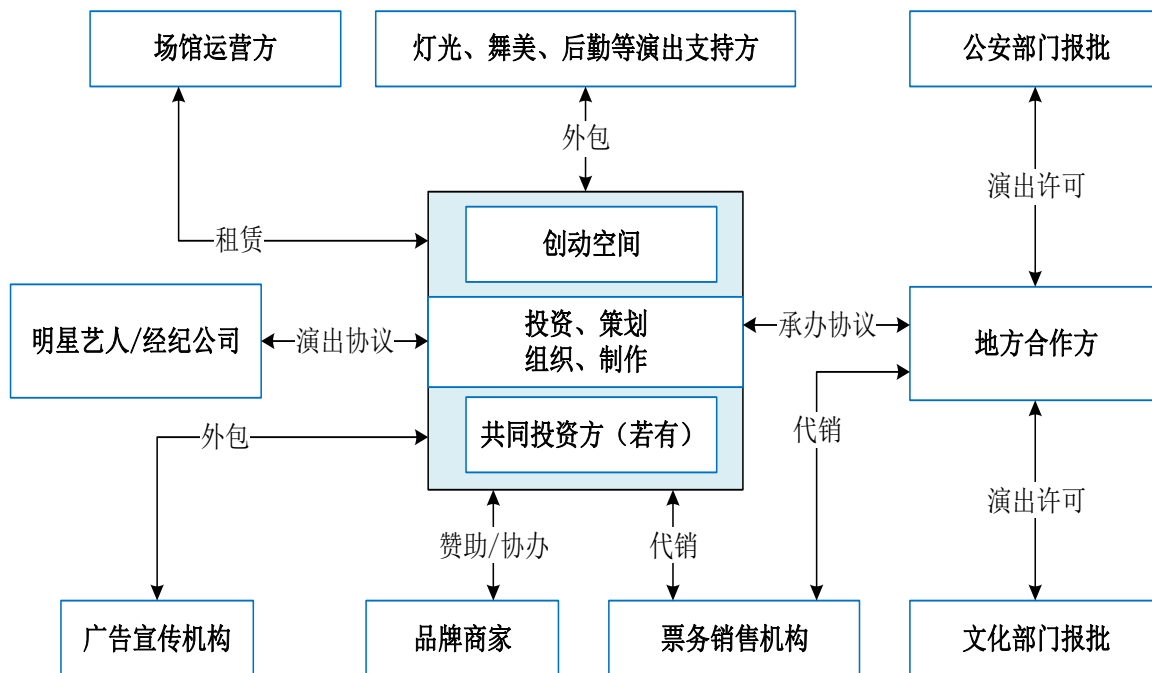 场馆运营方
灯光、舞美、后勤等演出支持方
公安部门报批
外包
演出许可
租赁
创动空间
明星艺人/经纪公司
演出协议
投资、策划
组织、制作
承办协议
地方合作方
外包
共同投资方（若有）
代销
演出许可
赞助/协办
代销
广告宣传机构
品牌商家
票务销售机构
文化部门报批